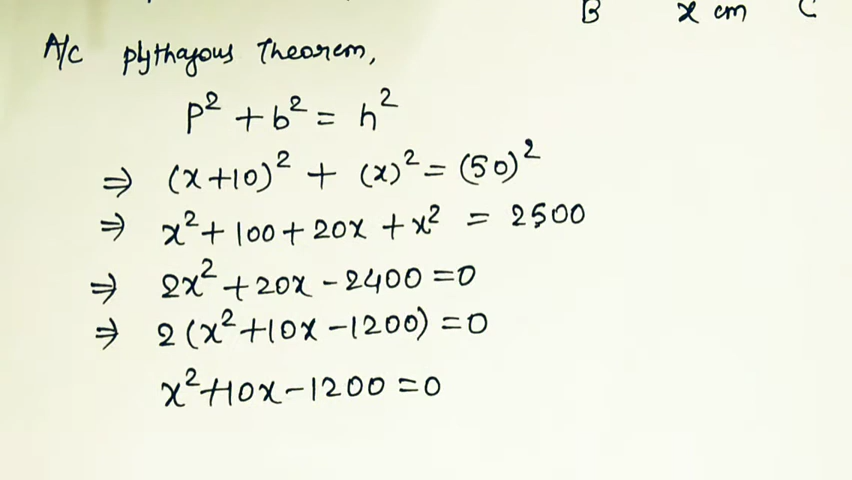 B x cm C
A/c plythagous Theorem,
p² + b² = h²
⇒ (x+10)² + (x)² = (50)²
⇒ x² + 100 + 20x + x² = 2500
⇒ 2x² + 20x - 2400 = 0
⇒ 2(x² + 10x - 1200) = 0
x² + 10x - 1200 = 0